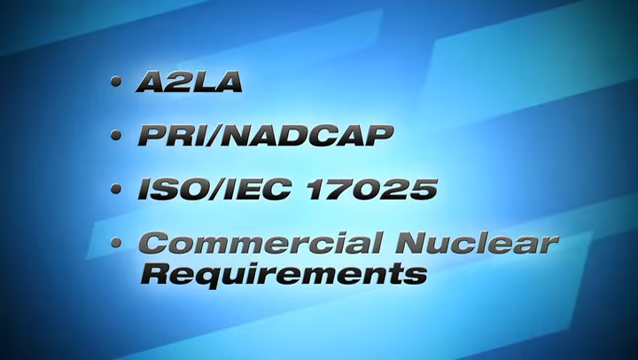 • A2LA
• PRI/NADCAP
• ISO/IEC 17025
• Commercial Nuclear
Requirements